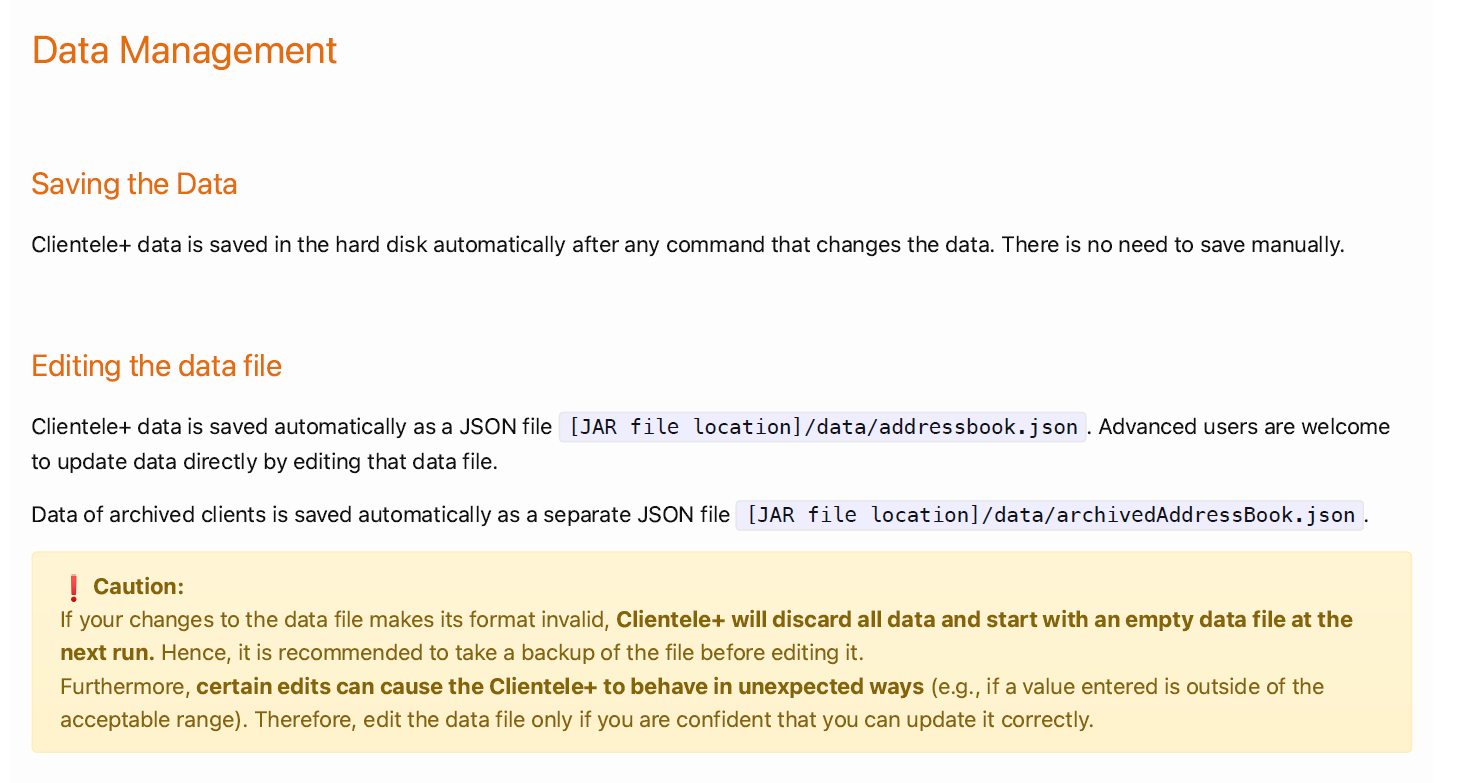 Data Management
Saving the Data
Clientele+ data is saved in the hard disk automatically after any command that changes the data. There is no need to save manually.
Editing the data file
Clientele+ data is saved automatically as a JSON file [JAR file location]/data/addressbook.json. Advanced users are welcome
to update data directly by editing that data file.
Data of archived clients is saved automatically as a separate JSON file [JAR file location]/data/archivedAddressBook.json.
❗ Caution:
If your changes to the data file makes its format invalid, Clientele+ will discard all data and start with an empty data file at the
next run. Hence, it is recommended to take a backup of the file before editing it.
Furthermore, certain edits can cause the Clientele+ to behave in unexpected ways (e.g., if a value entered is outside of the
acceptable range). Therefore, edit the data file only if you are confident that you can update it correctly.